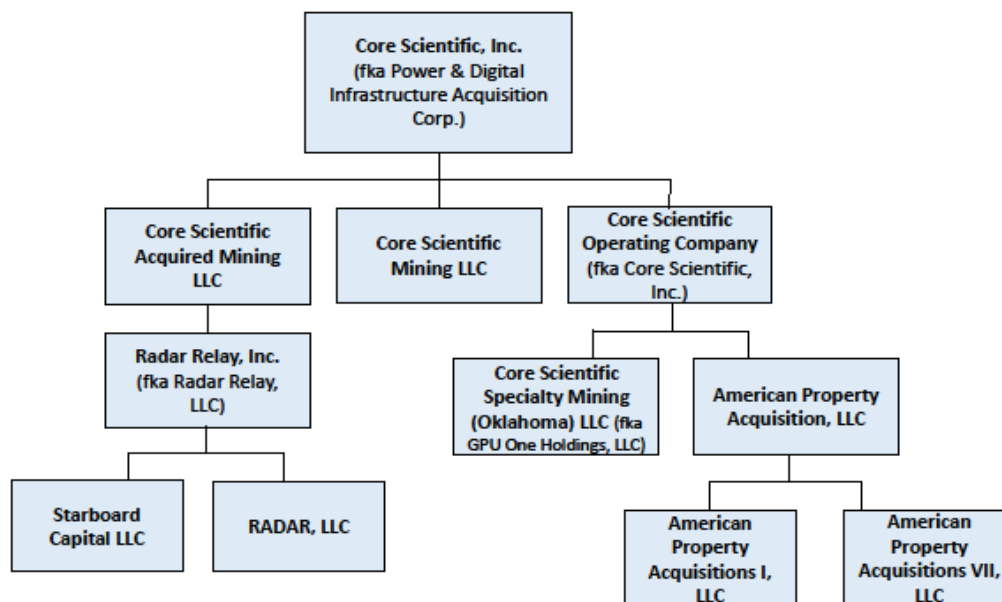 Core Scientific, Inc.
(fka Power & Digital
Infrastructure Acquisition
Corp.)
Core Scientific
Acquired Mining
LLC
Core Scientific
Mining LLC
Core Scientific
Operating Company
(fka Core Scientific,
Inc.)
Radar Relay, Inc.
(fka Radar Relay,
LLC)
Core Scientific
Specialty Mining
(Oklahoma) LLC (fka
GPU One Holdings, LLC)
American Property
Acquisition, LLC
Starboard
Capital LLC
RADAR, LLC
American
Property
Acquisitions I,
LLC
American
Property
Acquisitions VII,
LLC